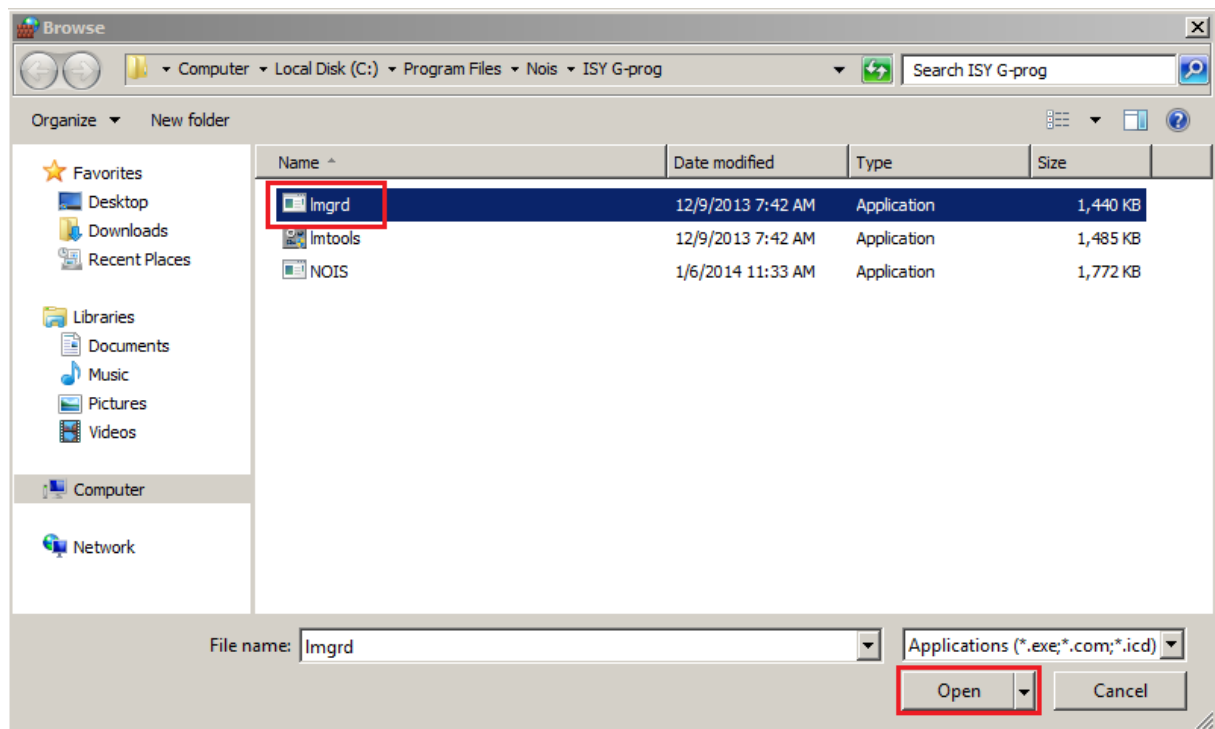 Browse
Computer Local Disk (C:) Program Files Nois ISY G-prog Search ISY G-prog
Organize New folder
Favorites
Desktop
Downloads
Recent Places
Libraries
Documents
Music
Pictures
Videos
Computer
Network
Name Date modified Type Size
lmgrd 12/9/2013 7:42 AM Application 1,440 KB
lmtools 12/9/2013 7:42 AM Application 1,485 KB
NOIS 1/6/2014 11:33 AM Application 1,772 KB
File name: lmgrd Applications (*.exe;*.com;*.icd)
Open Cancel